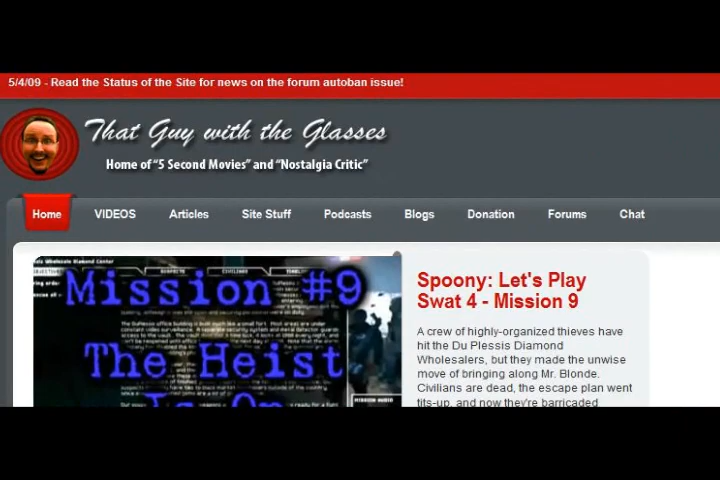 5/4/09 - Read the Status of the Site for news on the forum autoban issue!
That Guy with the Glasses
Home of "5 Second Movies" and "Nostalgia Critic"
Home VIDEOS Articles Site Stuff Podcasts Blogs Donation Forums Chat
Mission #9
The Heist
Is On
Spoony: Let's Play
Swat 4 - Mission 9
A crew of highly-organized thieves have
hit the Du Plessis Diamond
Wholesalers, but they made the unwise
move of bringing along Mr. Blonde.
Civilians are dead, the escape plan went
tits-up, and now they're barricaded